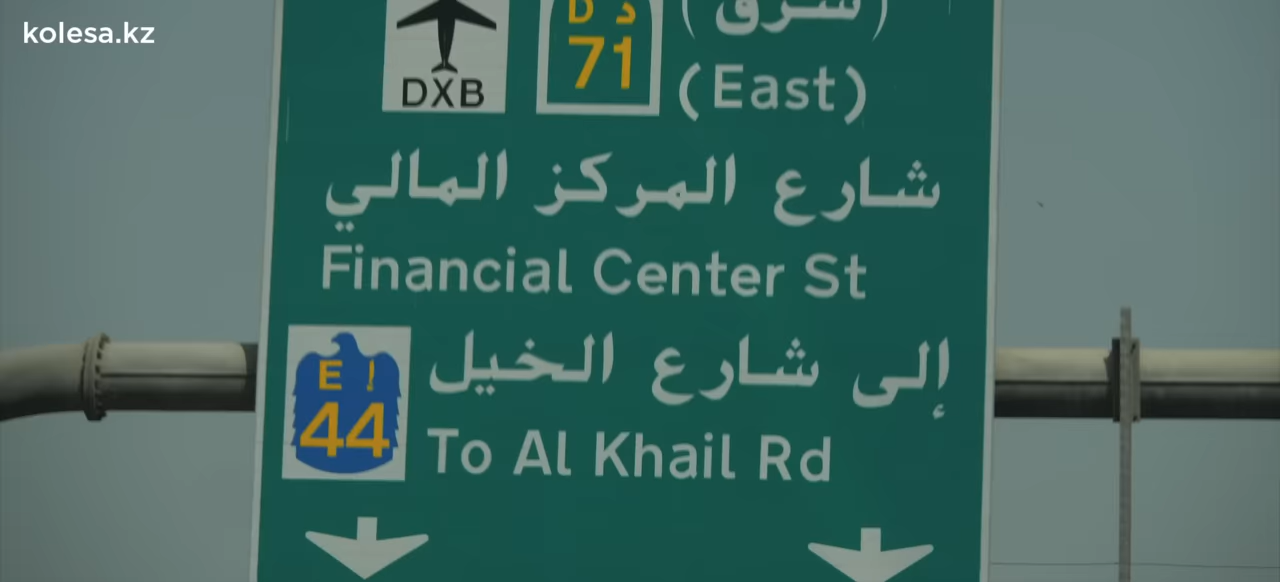 kolesa.kz
D د (شرق)
DXB 71 (East)
شارع المركز المالي
Financial Center St
E إ إلى شارع الخيل
44 To Al Khail Rd